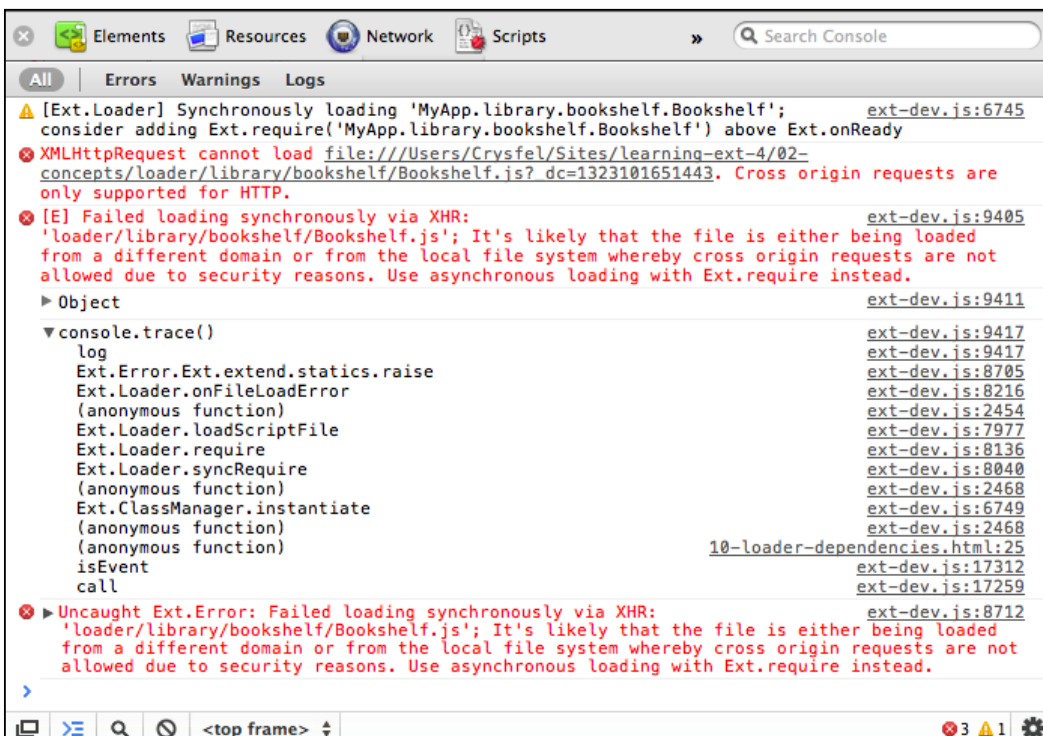 Elements Resources Network Scripts » Search Console
All Errors Warnings Logs
[Ext.Loader] Synchronously loading 'MyApp.library.bookshelf.Bookshelf'; ext-dev.js:6745
consider adding Ext.require('MyApp.library.bookshelf.Bookshelf') above Ext.onReady
XMLHttpRequest cannot load file:///Users/Crysfel/Sites/learning-ext-4/02-
concepts/loader/library/bookshelf/Bookshelf.js?_dc=1323101651443. Cross origin requests are
only supported for HTTP.
[E] Failed loading synchronously via XHR: ext-dev.js:9405
'loader/library/bookshelf/Bookshelf.js'; It's likely that the file is either being loaded
from a different domain or from the local file system whereby cross origin requests are not
allowed due to security reasons. Use asynchronous loading with Ext.require instead.
Object ext-dev.js:9411
console.trace() ext-dev.js:9417
log ext-dev.js:9417
Ext.Error.Ext.extend.statics.raise ext-dev.js:8705
Ext.Loader.onFileLoadError ext-dev.js:8216
(anonymous function) ext-dev.js:2454
Ext.Loader.loadScriptFile ext-dev.js:7977
Ext.Loader.require ext-dev.js:8136
Ext.Loader.syncRequire ext-dev.js:8040
(anonymous function) ext-dev.js:2468
Ext.ClassManager.instantiate ext-dev.js:6749
(anonymous function) ext-dev.js:2468
(anonymous function) 10-loader-dependencies.html:25
isEvent ext-dev.js:17312
call ext-dev.js:17259
Uncaught Ext.Error: Failed loading synchronously via XHR: ext-dev.js:8712
'loader/library/bookshelf/Bookshelf.js'; It's likely that the file is either being loaded
from a different domain or from the local file system whereby cross origin requests are not
allowed due to security reasons. Use asynchronous loading with Ext.require instead.
<top frame> 3 1